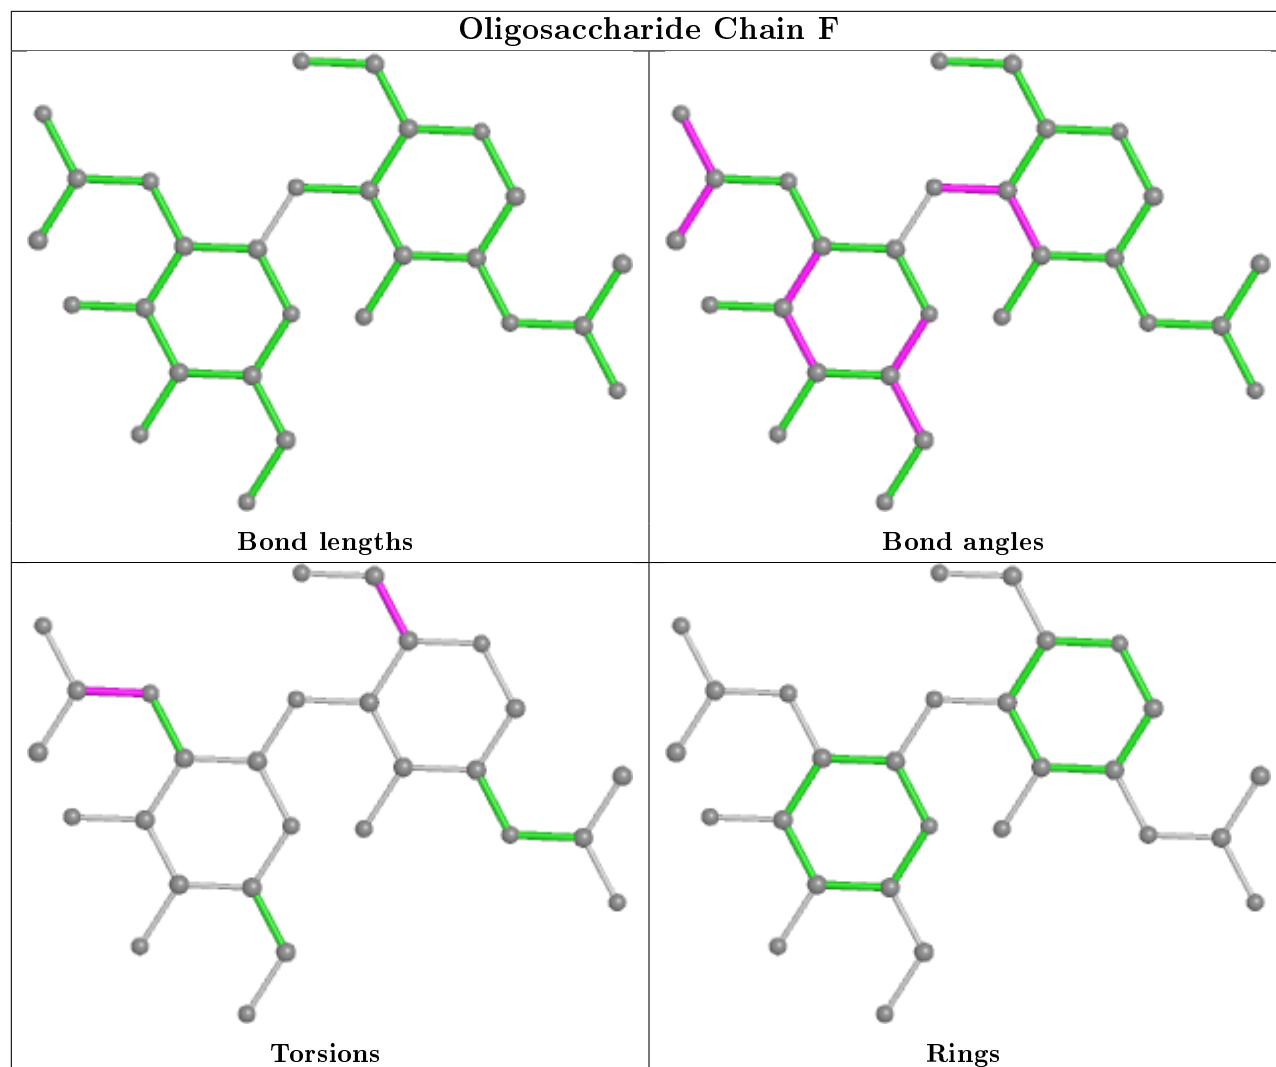 Oligosaccharide Chain F
Bond lengths
Bond angles
Torsions
Rings